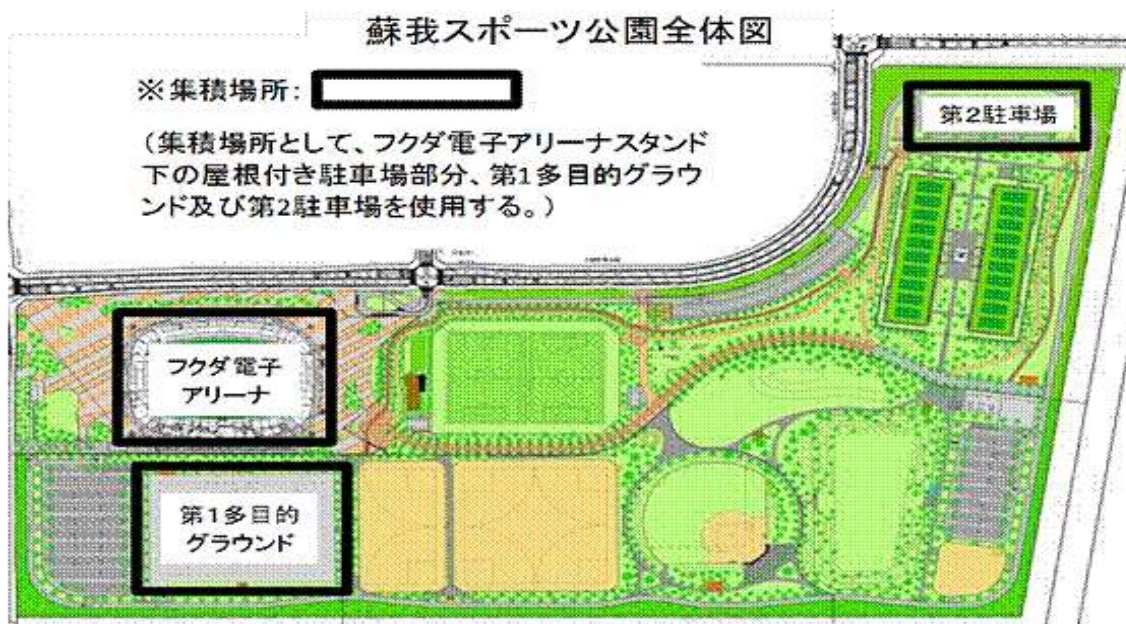 蘇我スポーツ公園全体図
※集積場所:
(集積場所として、フクダ電子アリーナスタンド
下の屋根付き駐車場部分、第1多目的グラウ
ンド及び第2駐車場を使用する。)
第2駐車場
フクダ電子
アリーナ
第1多目的
グラウンド